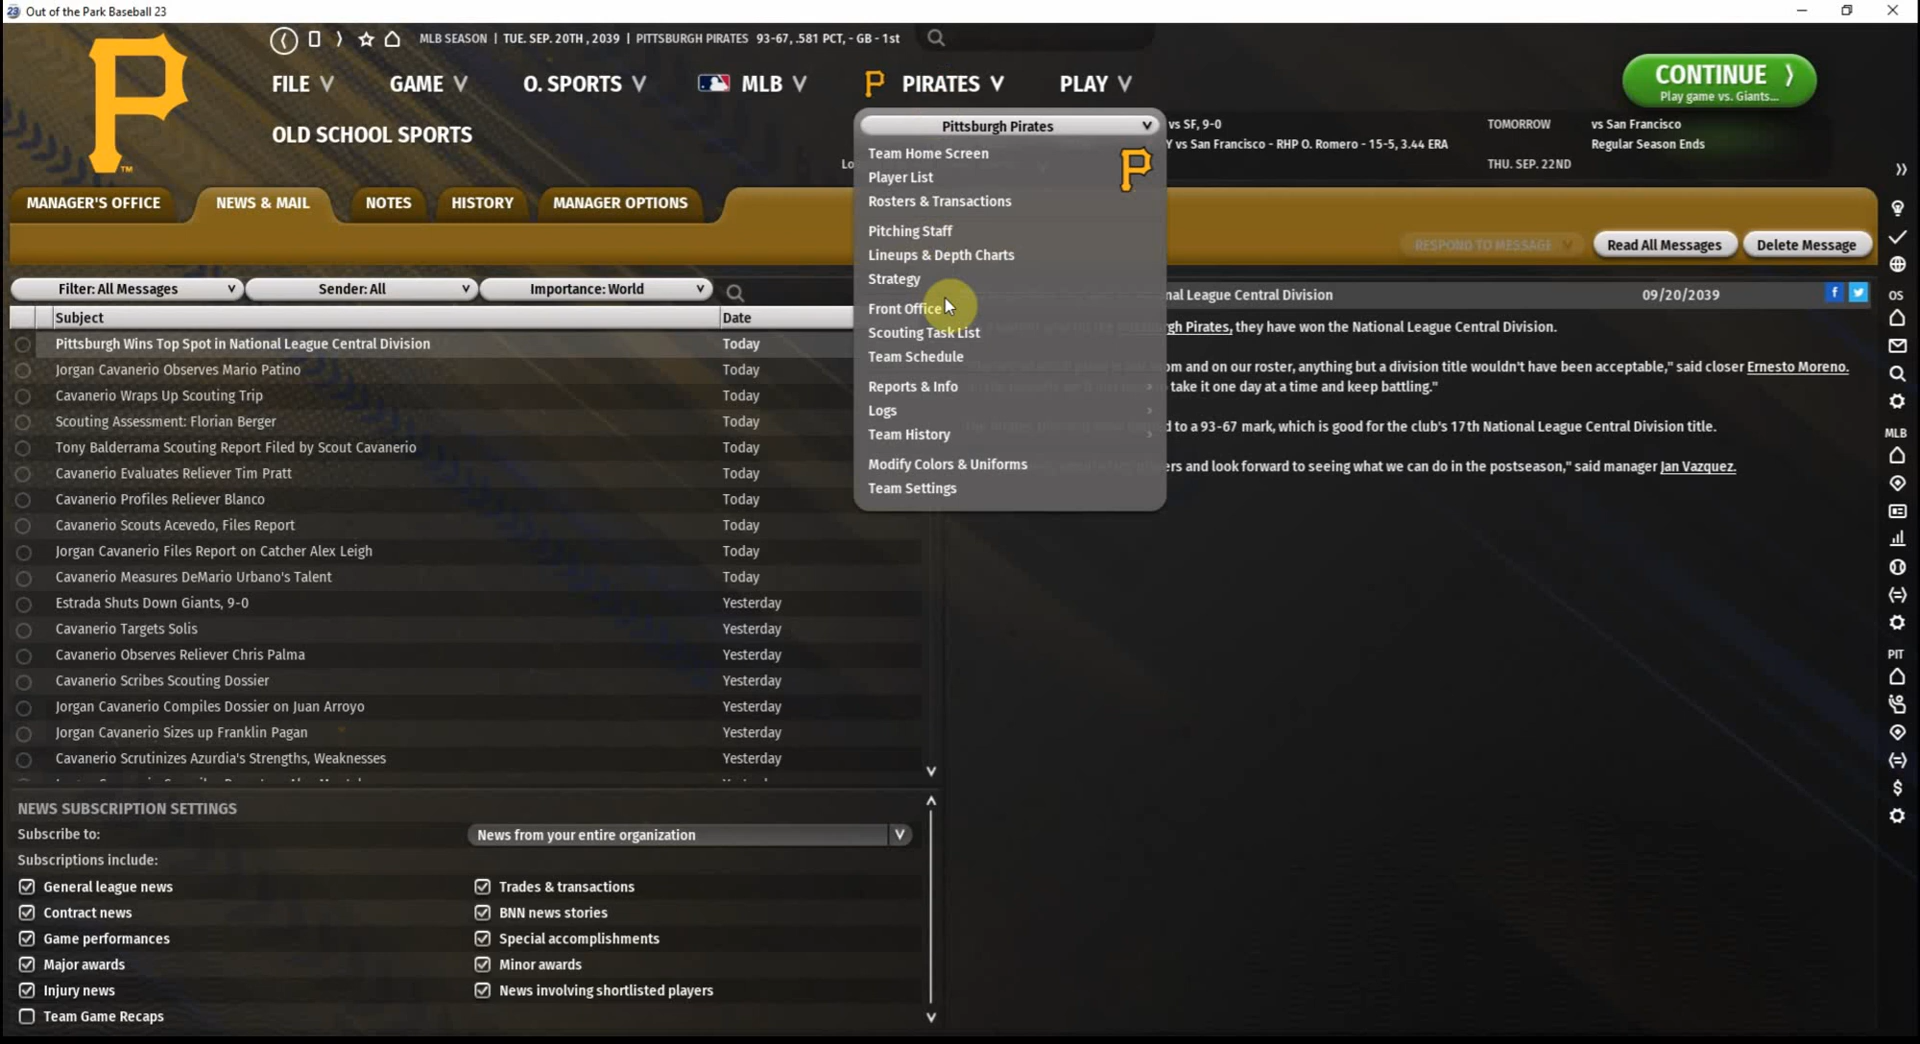 Out of the Park Baseball 23
MLB SEASON | TUE. SEP. 20TH , 2039 | PITTSBURGH PIRATES 93-67, .581 PCT, - GB - 1st
FILE GAME O. SPORTS MLB PIRATES PLAY
CONTINUE
Play game vs. Giants...
OLD SCHOOL SPORTS
Pittsburgh Pirates
vs SF, 9-0
vs San Francisco - RHP O. Romero - 15-5, 3.44 ERA
TOMORROW
vs San Francisco
Regular Season Ends
THU. SEP. 22ND
Team Home Screen
Player List
Rosters & Transactions
Pitching Staff
Lineups & Depth Charts
Strategy
Front Office
Scouting Task List
Team Schedule
Reports & Info
Logs
Team History
Modify Colors & Uniforms
Team Settings
MANAGER'S OFFICE NEWS & MAIL NOTES HISTORY MANAGER OPTIONS
RESPOND TO MESSAGE Read All Messages Delete Message
Filter: All Messages Sender: All Importance: World
Subject Date
Pittsburgh Wins Top Spot in National League Central Division Today
Jorgan Cavanerio Observes Mario Patino Today
Cavanerio Wraps Up Scouting Trip Today
Scouting Assessment: Florian Berger Today
Tony Balderrama Scouting Report Filed by Scout Cavanerio Today
Cavanerio Evaluates Reliever Tim Pratt Today
Cavanerio Profiles Reliever Blanco Today
Cavanerio Scouts Acevedo, Files Report Today
Jorgan Cavanerio Files Report on Catcher Alex Leigh Today
Cavanerio Measures DeMario Urbano's Talent Today
Estrada Shuts Down Giants, 9-0 Yesterday
Cavanerio Targets Solis Yesterday
Cavanerio Observes Reliever Chris Palma Yesterday
Cavanerio Scribes Scouting Dossier Yesterday
Jorgan Cavanerio Compiles Dossier on Juan Arroyo Yesterday
Jorgan Cavanerio Sizes up Franklin Pagan Yesterday
Cavanerio Scrutinizes Azurdia's Strengths, Weaknesses Yesterday
nal League Central Division 09/20/2039
gh Pirates, they have won the National League Central Division.
om and on our roster, anything but a division title wouldn't have been acceptable," said closer Ernesto Moreno.
take it one day at a time and keep battling."
d to a 93-67 mark, which is good for the club's 17th National League Central Division title.
rs and look forward to seeing what we can do in the postseason," said manager Jan Vazquez.
NEWS SUBSCRIPTION SETTINGS
Subscribe to: News from your entire organization
Subscriptions include:
General league news Trades & transactions
Contract news BNN news stories
Game performances Special accomplishments
Major awards Minor awards
Injury news News involving shortlisted players
Team Game Recaps
OS
MLB
PIT